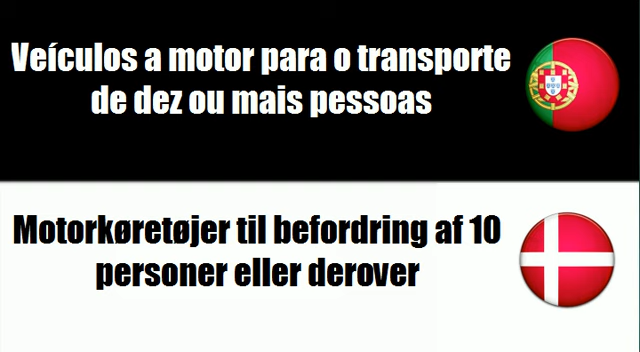 Veículos a motor para o transporte
de dez ou mais pessoas
Motorkøretøjer til befordring af 10
personer eller derover